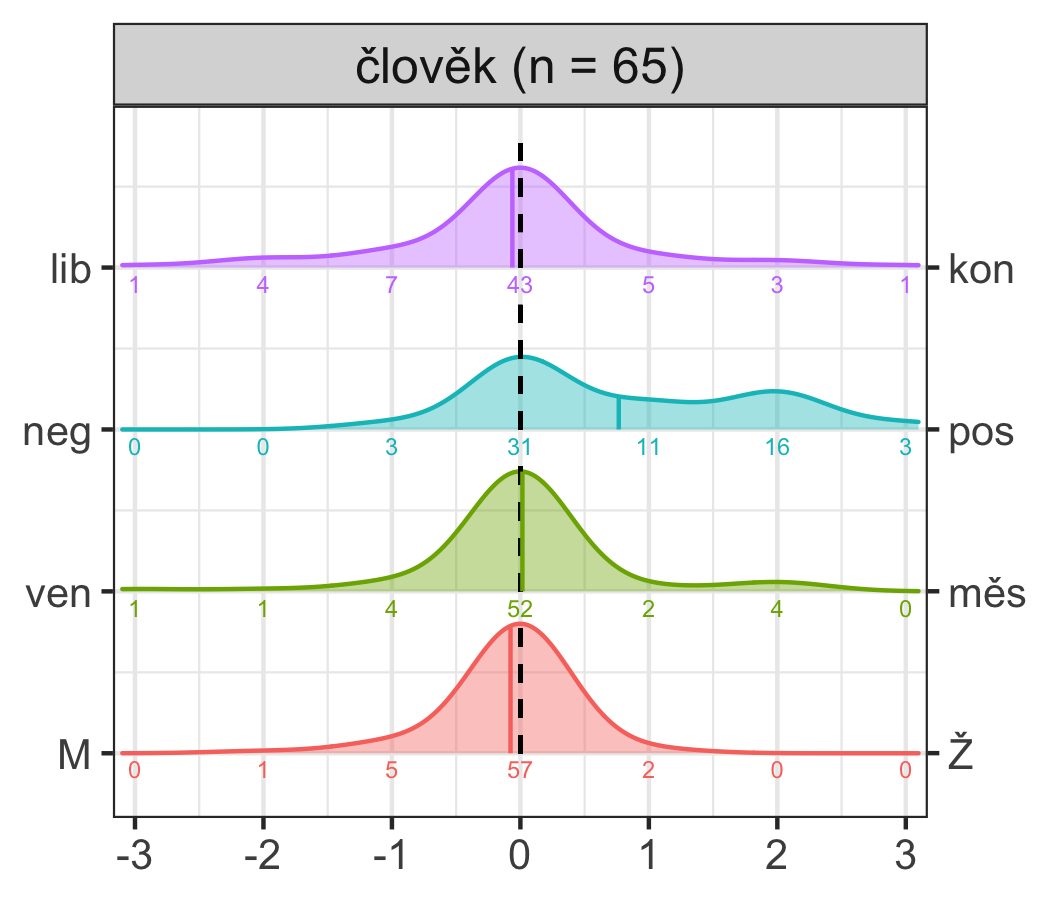 člověk (n = 65)
lib kon
1 4 7 43 5 3 1
neg pos
0 0 3 31 11 16 3
ven měs
1 1 4 52 2 4 0
M Ž
0 1 5 57 2 0 0
-3 -2 -1 0 1 2 3